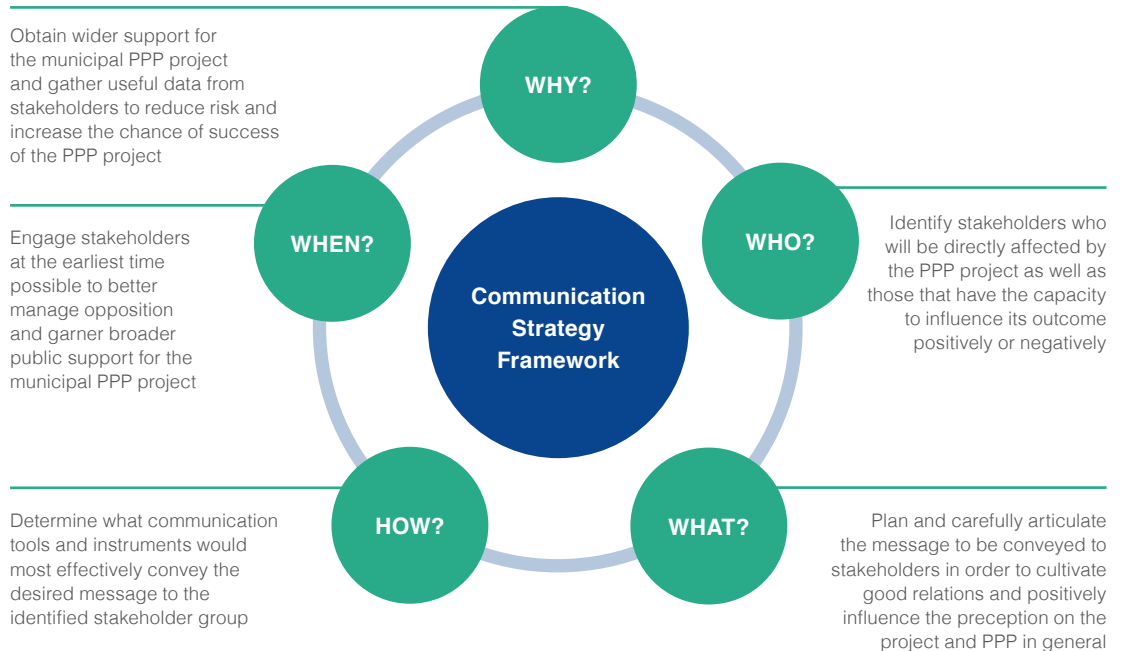 Obtain wider support for
the municipal PPP project
and gather useful data from
stakeholders to reduce risk and
increase the chance of success
of the PPP project
WHY?
WHEN?
Engage stakeholders
at the earliest time
possible to better
manage opposition
and garner broader
public support for the
municipal PPP project
WHO?
Identify stakeholders who
will be directly affected by
the PPP project as well as
those that have the capacity
to influence its outcome
positively or negatively
Communication
Strategy
Framework
HOW?
Determine what communication
tools and instruments would
most effectively convey the
desired message to the
identified stakeholder group
WHAT?
Plan and carefully articulate
the message to be conveyed to
stakeholders in order to cultivate
good relations and positively
influence the preception on the
project and PPP in general